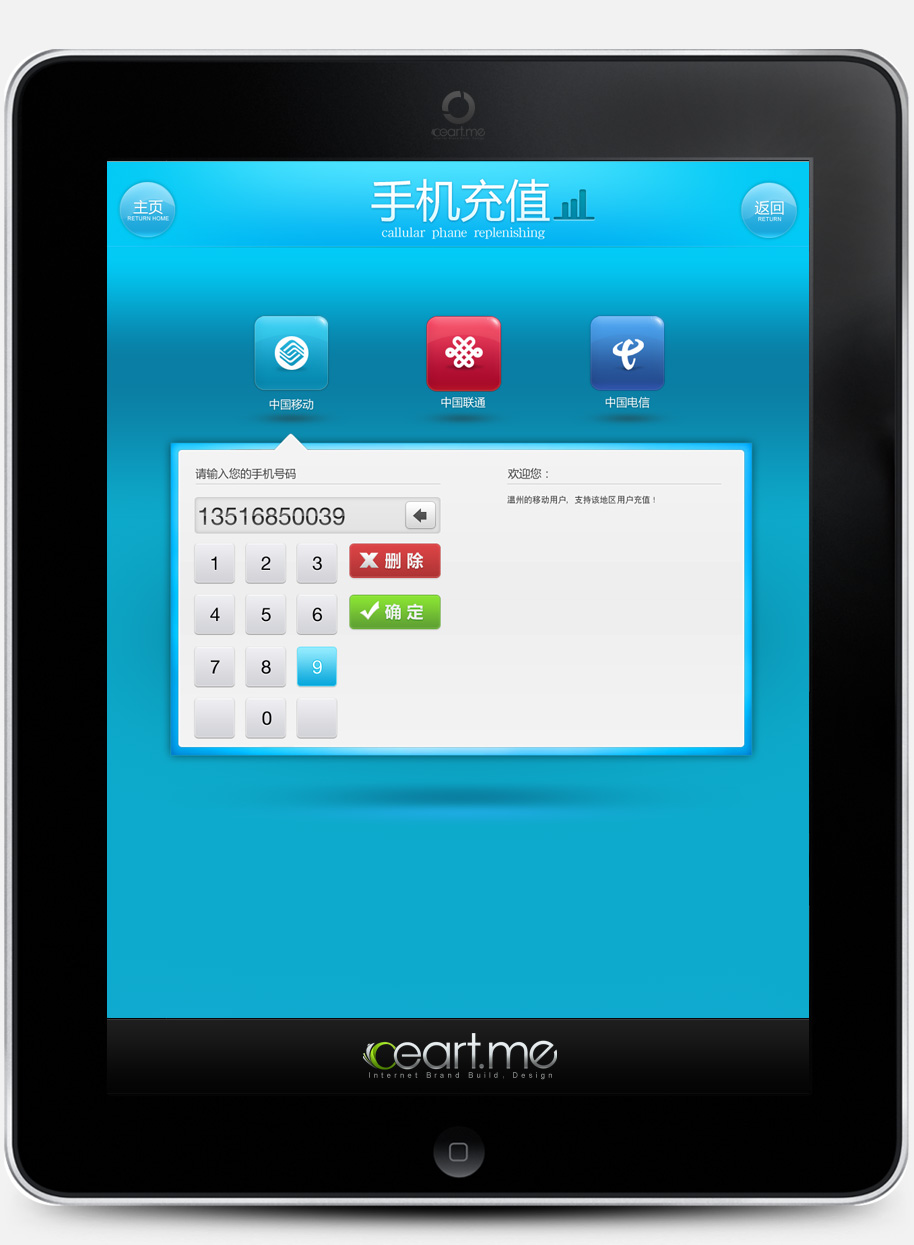 ceart.me
主页
RETURN HOME
手机充值
callular phane replenishing
返回
RETURN
中国移动
中国联通
中国电信
请输入您的手机号码
13516850039
1
2
3
删除
4
5
6
确定
7
8
9
0
欢迎您：
温州的移动用户，支持该地区用户充值！
ceart.me
Internet Brand Build. Design